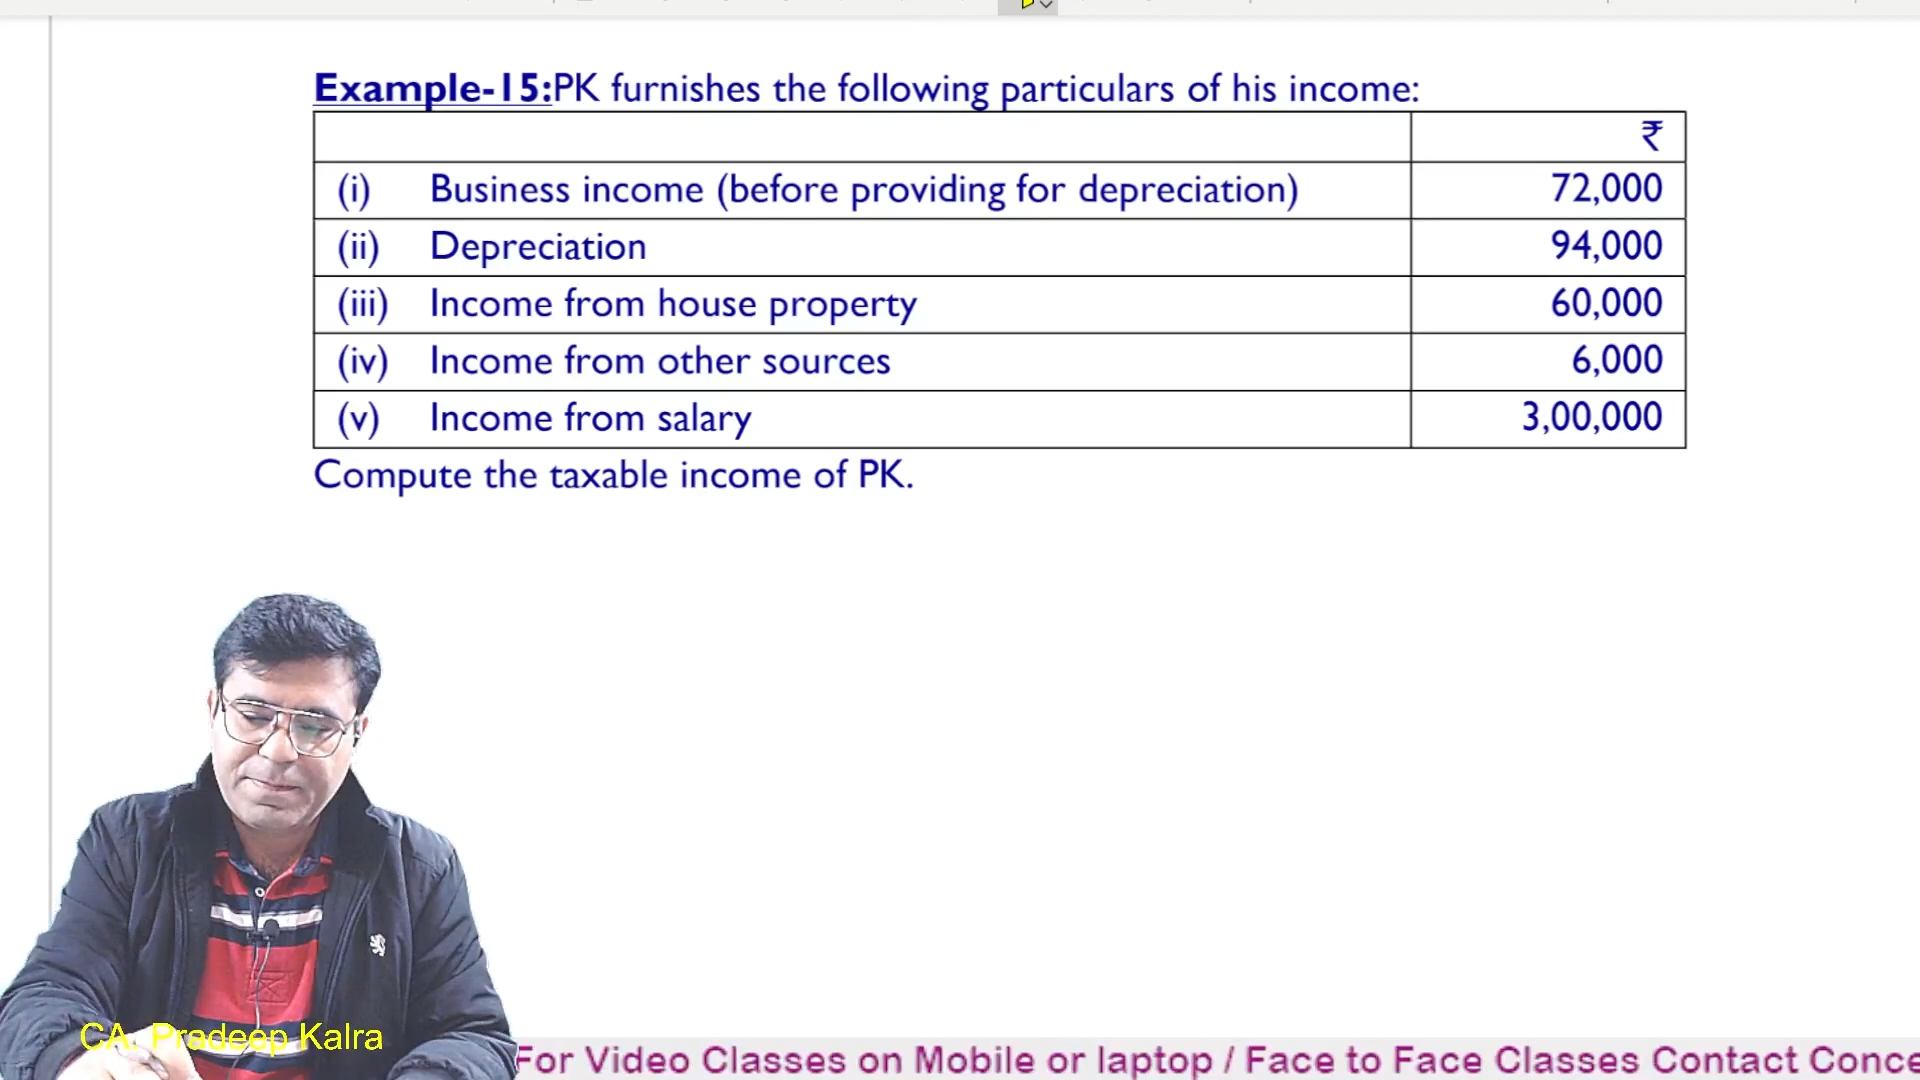 Example-15:PK furnishes the following particulars of his income:
₹
(i) Business income (before providing for depreciation) 72,000
(ii) Depreciation 94,000
(iii) Income from house property 60,000
(iv) Income from other sources 6,000
(v) Income from salary 3,00,000
Compute the taxable income of PK.
CA. Pradeep Kalra
For Video Classes on Mobile or laptop / Face to Face Classes Contact Conce